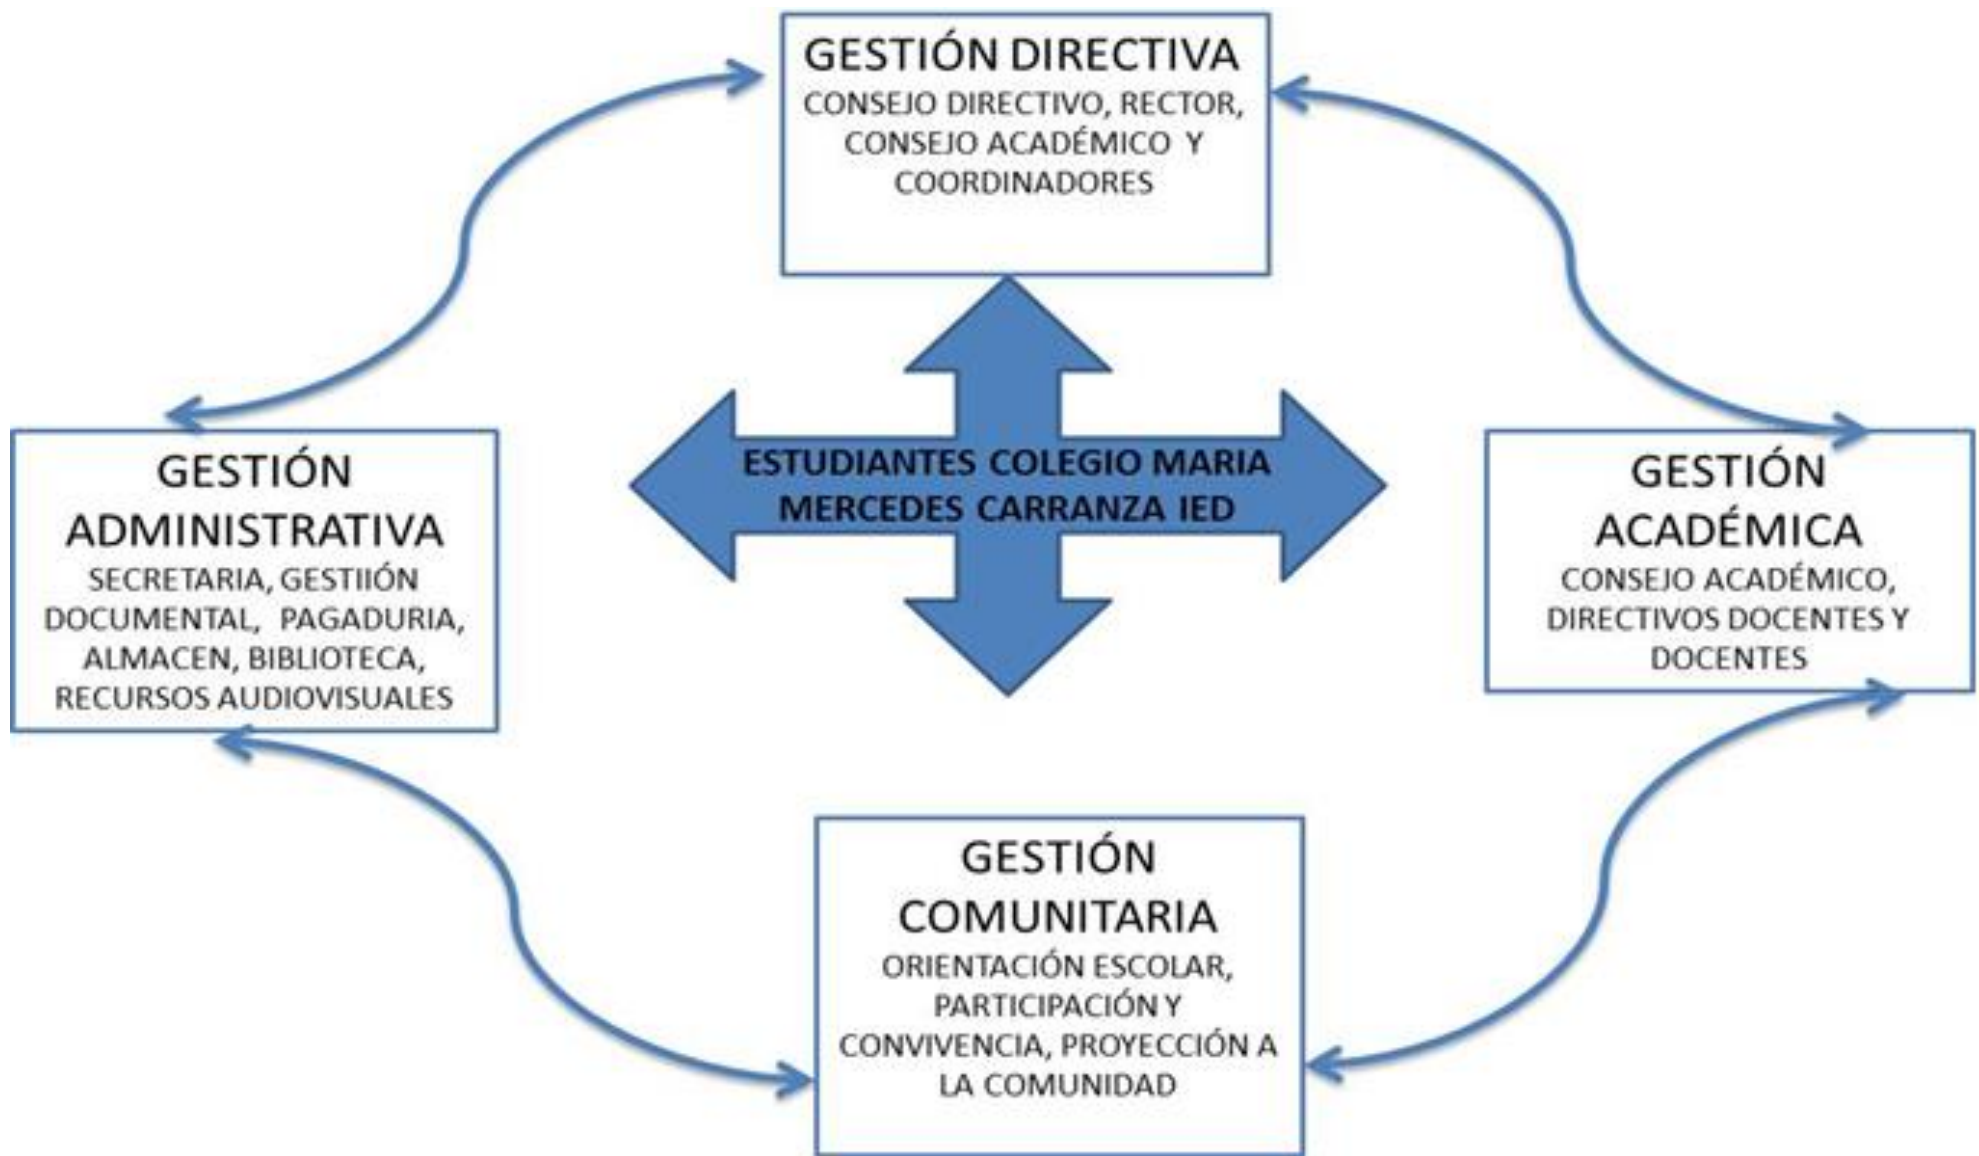 GESTIÓN DIRECTIVA
CONSEJO DIRECTIVO, RECTOR,
CONSEJO ACADÉMICO Y
COORDINADORES
GESTIÓN
ADMINISTRATIVA
SECRETARIA, GESTIIÓN
DOCUMENTAL, PAGADURIA,
ALMACEN, BIBLIOTECA,
RECURSOS AUDIOVISUALES
ESTUDIANTES COLEGIO MARIA
MERCEDES CARRANZA IED
GESTIÓN
ACADÉMICA
CONSEJO ACADÉMICO,
DIRECTIVOS DOCENTES Y
DOCENTES
GESTIÓN
COMUNITARIA
ORIENTACIÓN ESCOLAR,
PARTICIPACIÓN Y
CONVIVENCIA, PROYECCIÓN A
LA COMUNIDAD